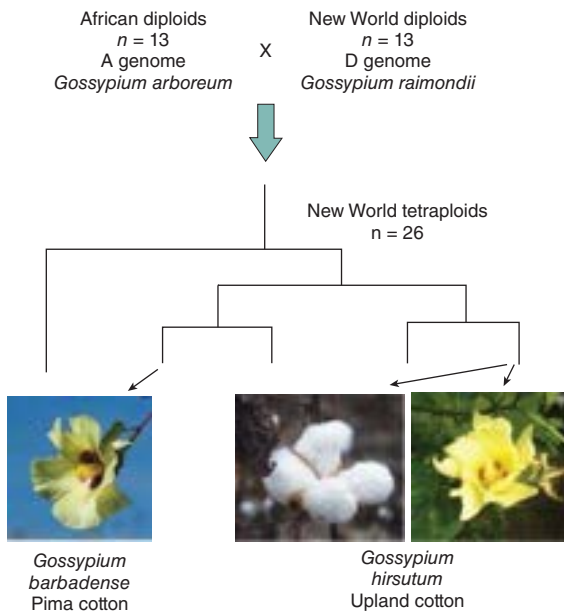 African diploids
n = 13
A genome
Gossypium arboreum
X
New World diploids
n = 13
D genome
Gossypium raimondii
New World tetraploids
n = 26
Gossypium
barbadense
Pima cotton
Gossypium
hirsutum
Upland cotton